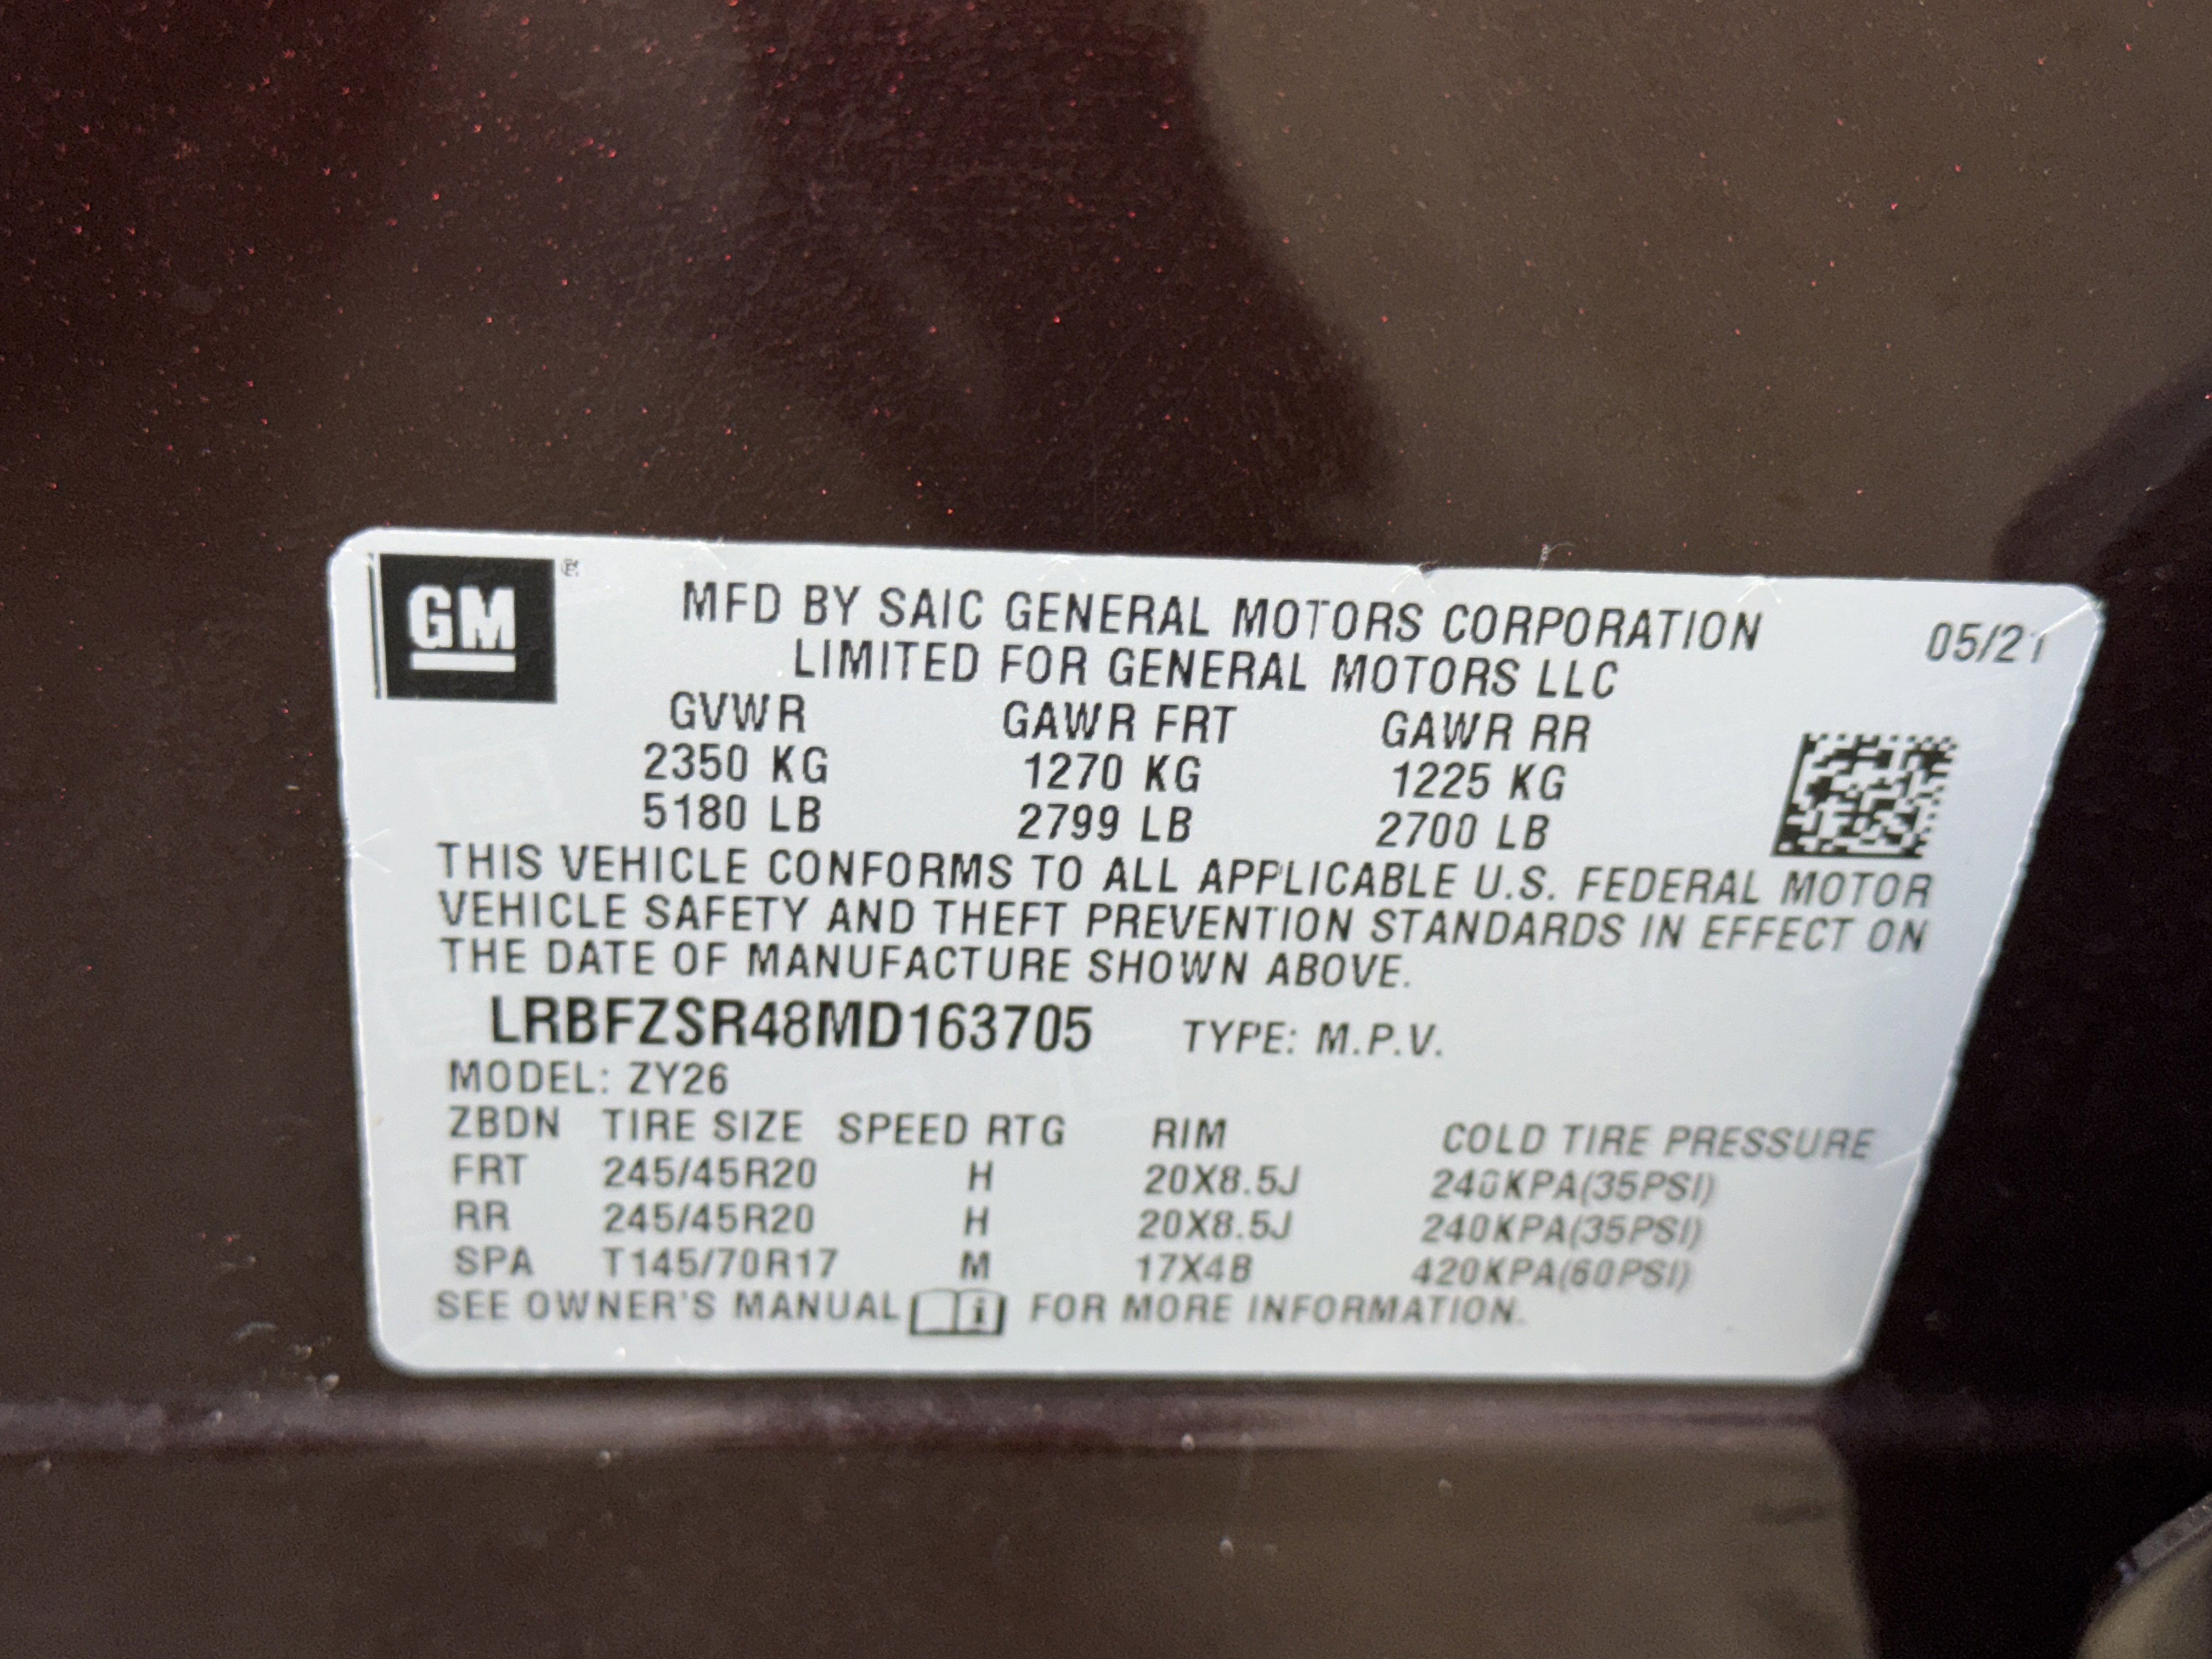 GM ®
MFD BY SAIC GENERAL MOTORS CORPORATION
LIMITED FOR GENERAL MOTORS LLC
05/21
GVWR GAWR FRT GAWR RR
2350 KG 1270 KG 1225 KG
5180 LB 2799 LB 2700 LB
THIS VEHICLE CONFORMS TO ALL APPLICABLE U.S. FEDERAL MOTOR
VEHICLE SAFETY AND THEFT PREVENTION STANDARDS IN EFFECT ON
THE DATE OF MANUFACTURE SHOWN ABOVE.
LRBFZSR48MD163705 TYPE: M.P.V.
MODEL: ZY26
ZBDN TIRE SIZE SPEED RTG RIM COLD TIRE PRESSURE
FRT 245/45R20 H 20X8.5J 240KPA(35PSI)
RR 245/45R20 H 20X8.5J 240KPA(35PSI)
SPA T145/70R17 M 17X4B 420KPA(60PSI)
SEE OWNER'S MANUAL i FOR MORE INFORMATION.